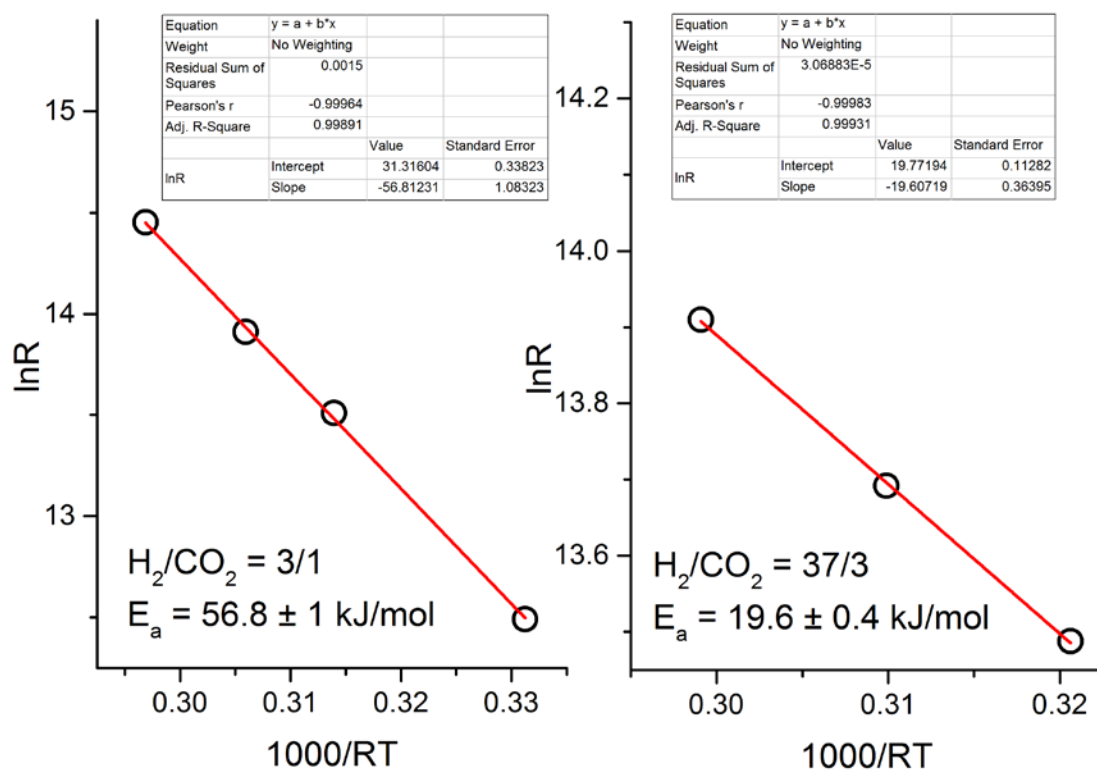 Equation y = a + b*x
Weight No Weighting
Residual Sum of Squares 0.0015
Pearson's r -0.99964
Adj. R-Square 0.99891
Value Standard Error
lnR Intercept 31.31604 0.33823
Slope -56.81231 1.08323
15
14
13
lnR
H2/CO2 = 3/1
Ea = 56.8 ± 1 kJ/mol
0.30 0.31 0.32 0.33
1000/RT
Equation y = a + b*x
Weight No Weighting
Residual Sum of Squares 3.06883E-5
Pearson's r -0.99983
Adj. R-Square 0.99931
Value Standard Error
lnR Intercept 19.77194 0.11282
Slope -19.60719 0.36395
14.2
14.0
13.8
13.6
lnR
H2/CO2 = 37/3
Ea = 19.6 ± 0.4 kJ/mol
0.30 0.31 0.32
1000/RT